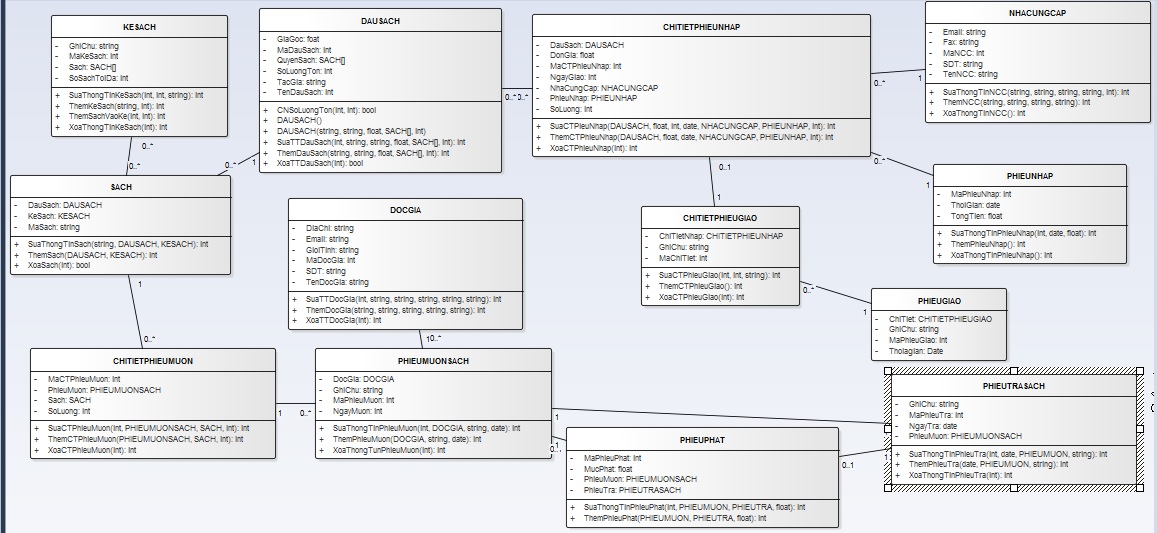 KESACH
- GhiChu: string
- MaKeSach: int
- Sach: SACH[]
- SoSachToiDa: int
+ SuaThongTinKeSach(int, int, string): int
+ ThemKeSach(string, int): int
+ ThemSachVaoKe(int, int): int
+ XoaThongTinKeSach(int): int
DAUSACH
- GiaGoc: foat
- MaDauSach: int
- QuyenSach: SACH[]
- SoLuongTon: int
- TacGia: string
- TenDauSach: int
+ CNSoLuongTon(int, int): bool
+ DAUSACH()
+ DAUSACH(string, string, float, SACH[], int)
+ SuaTTDauSach(int, string, string, float, SACH[], int): int
+ ThemDauSach(string, string, float, SACH[], int): int
+ XoaTTDauSach(int): bool
CHITIETPHIEUNHAP
- DauSach: DAUSACH
- DonGia: float
- MaCTPhieuNhap: int
- NgayGiao: int
- NhaCungCap: NHACUNGCAP
- PhieuNhap: PHIEUNHAP
- SoLuong: int
+ SuaCTPieuNhap(DAUSACH, float, int, date, NHACUNGCAP, PHIEUNHAP, int): int
+ ThemCTPieuNhap(DAUSACH, float, date, NHACUNGCAP, PHIEUNHAP, int): int
+ XoaCTPhieuNhap(int): int
NHACUNGCAP
- Email: string
- Fax: string
- MaNCC: int
- SDT: string
- TenNCC: string
+ SuaThongTinNCC(string, string, string, string, int): int
+ ThemNCC(string, string, string, string): int
+ XoaThongTinNCC(): int
0..*
0..*
0..*
1
0..*
0..*
0..*
1
SACH
- DauSach: DAUSACH
- KeSach: KESACH
- MaSach: string
+ SuaThongTinSach(string, DAUSACH, KESACH): int
+ ThemSach(DAUSACH, KESACH): int
+ XoaSach(int): bool
DOCGIA
- DiaChi: string
- Email: string
- GioiTinh: string
- MaDocGia: int
- SDT: string
- TenDocGia: string
+ SuaTTDocGia(int, string, string, string, string, string): int
+ ThemDocGia(string, string, string, string, string): int
+ XoaTTDocGia(int): int
0..1
1
CHITIETPHIEUGIAO
- ChiTietNhap: CHITIETPHIEUNHAP
- GhiChu: string
- MaChiTiet: int
+ SuaCTPhieuGiao(int, int, string): int
+ ThemCTPhieuGiao(): int
+ XoaCTPhieuGiao(int): int
0..*
1
PHIEUNHAP
- MaPhieuNhap: int
- ThoiGian: date
- TongTien: float
+ SuaThongTinPhieuNhap(int, date, float): int
+ ThemPhieuNhap(): int
+ XoaThongTinPhieuNhap(): int
0..*
1
PHIEUGIAO
- ChiTiet: CHITIETPHIEUGIAO
- GhiChu: string
- MaPhieuGiao: int
- Thoiagian: Date
1
0..*
1
0..*
CHITIETPHIEUMUON
- MaCTPhieuMuon: int
- PhieuMuon: PHIEUMUONSACH
- Sach: SACH
- SoLuong: int
+ SuaCTPhieuMuon(int, PHIEUMUONSACH, SACH, int): int
+ ThemCTPhieuMuon(PHIEUMUONSACH, SACH, int): int
+ XoaCTPhieuMuon(int): int
1
0..*
PHIEUMUONSACH
- DocGia: DOCGIA
- GhiChu: string
- MaPhieuMuon: int
- NgayMuon: int
+ SuaThongTinPhieuMuon(int, DOCGIA, string, date): int
+ ThemPhieuMuon(DOCGIA, string, date): int
+ XoaThongTunPhieuMuon(int): int
1
1
PHIEUPHAT
- MaPhieuPhat: int
- MucPhat: float
- PhieuMuon: PHIEUMUONSACH
- PhieuTra: PHIEUTRASACH
+ SuaThongTinPhieuPhat(int, PHIEUMUON, PHIEUTRA, float): int
+ ThemPhieuPhat(PHIEUMUON, PHIEUTRA, float): int
0..1
1
PHIEUTRASACH
- GhiChu: string
- MaPhieuTra: int
- NgayTra: date
- PhieuMuon: PHIEUMUONSACH
+ SuaThongTinPhieuTra(int, date, PHIEUMUON, string): int
+ ThemPhieuTra(date, PHIEUMUON, string): int
+ XoaThongTinPhieuTra(int): int